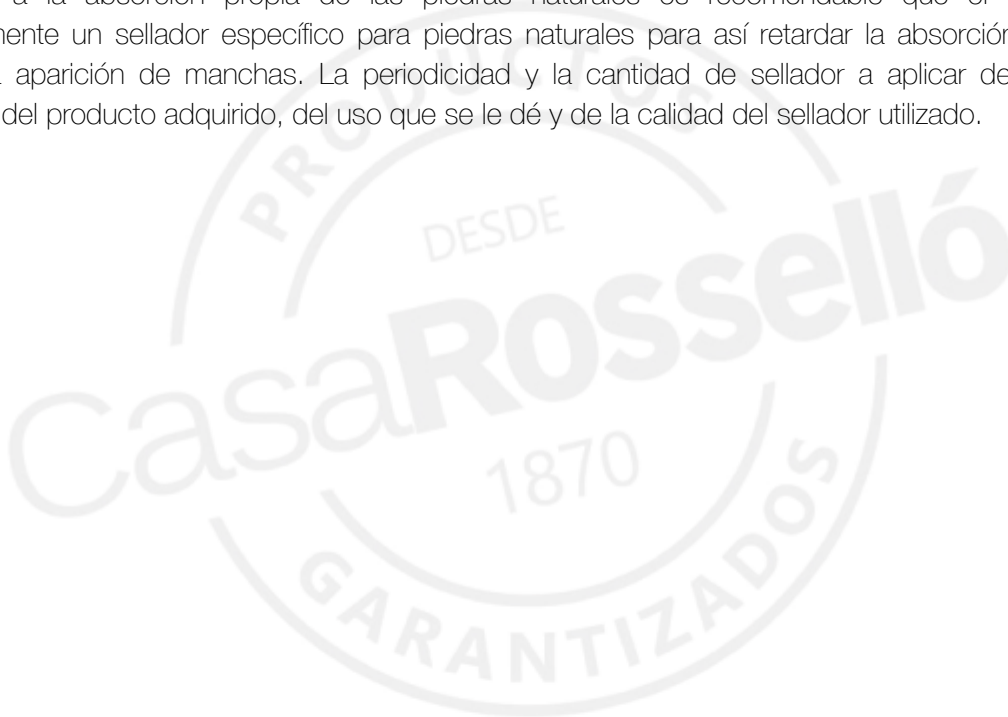 a la absorción propia de las piedras naturales es recomendable que el
mente un sellador específico para piedras naturales para así retardar la absorción
aparición de manchas. La periodicidad y la cantidad de sellador a aplicar de
del producto adquirido, del uso que se le dé y de la calidad del sellador utilizado.
PRODUCTOS
DESDE
CasaRosselló
1870
GARANTIZADOS